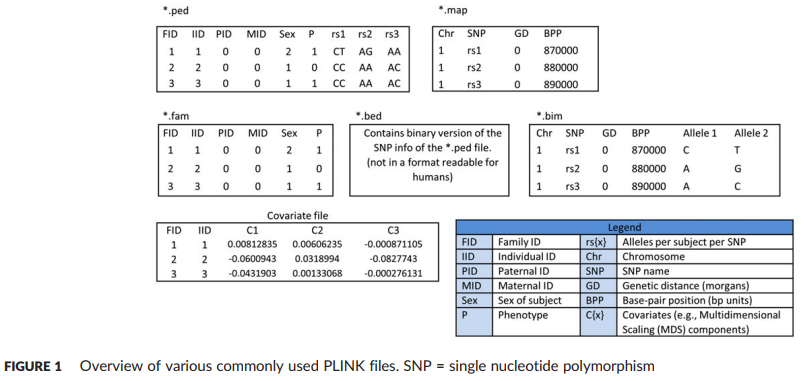 *.ped
FID IID PID MID Sex P rs1 rs2 rs3
1 1 0 0 2 1 CT AG AA
2 2 0 0 1 0 CC AA AC
3 3 0 0 1 1 CC AA AC
*.map
Chr SNP GD BPP
1 rs1 0 870000
1 rs2 0 880000
1 rs3 0 890000
*.fam
FID IID PID MID Sex P
1 1 0 0 2 1
2 2 0 0 1 0
3 3 0 0 1 1
*.bed
Contains binary version of the
SNP info of the *.ped file.
(not in a format readable for
humans)
*.bim
Chr SNP GD BPP Allele 1 Allele 2
1 rs1 0 870000 C T
1 rs2 0 880000 A G
1 rs3 0 890000 A C
Covariate file
FID IID C1 C2 C3
1 1 0.00812835 0.00606235 -0.000871105
2 2 -0.0600943 0.0318994 -0.0827743
3 3 -0.0431903 0.00133068 -0.000276131
Legend
FID Family ID rs{x} Alleles per subject per SNP
IID Individual ID Chr Chromosome
PID Paternal ID SNP SNP name
MID Maternal ID GD Genetic distance (morgans)
Sex Sex of subject BPP Base-pair position (bp units)
P Phenotype C{x} Covariates (e.g., Multidimensional
Scaling (MDS) components)
FIGURE 1 Overview of various commonly used PLINK files. SNP = single nucleotide polymorphism